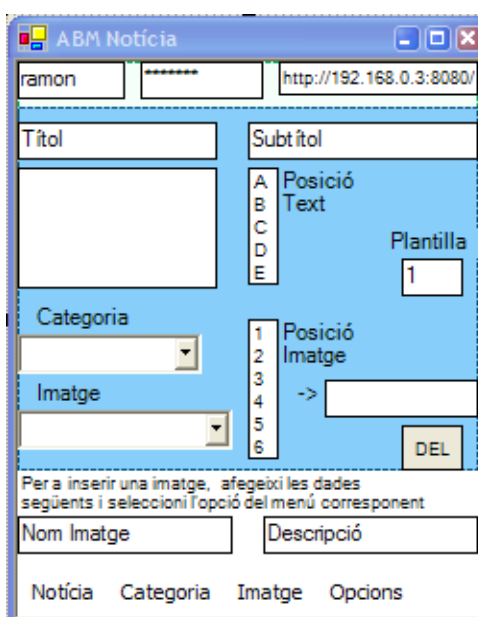 ABM Notícia
ramon ******* http://192.168.0.3:8080/
Títol Subtítol
A Posició
B Text
C
D Plantilla
E 1
Categoria
1 Posició
2 Imatge
3
Imatge
4 ->
5
6 DEL
Per a inserir una imatge, afegeixi les dades
següents i seleccioni l'opció del menú corresponent
Nom Imatge Descripció
Notícia Categoria Imatge Opcions